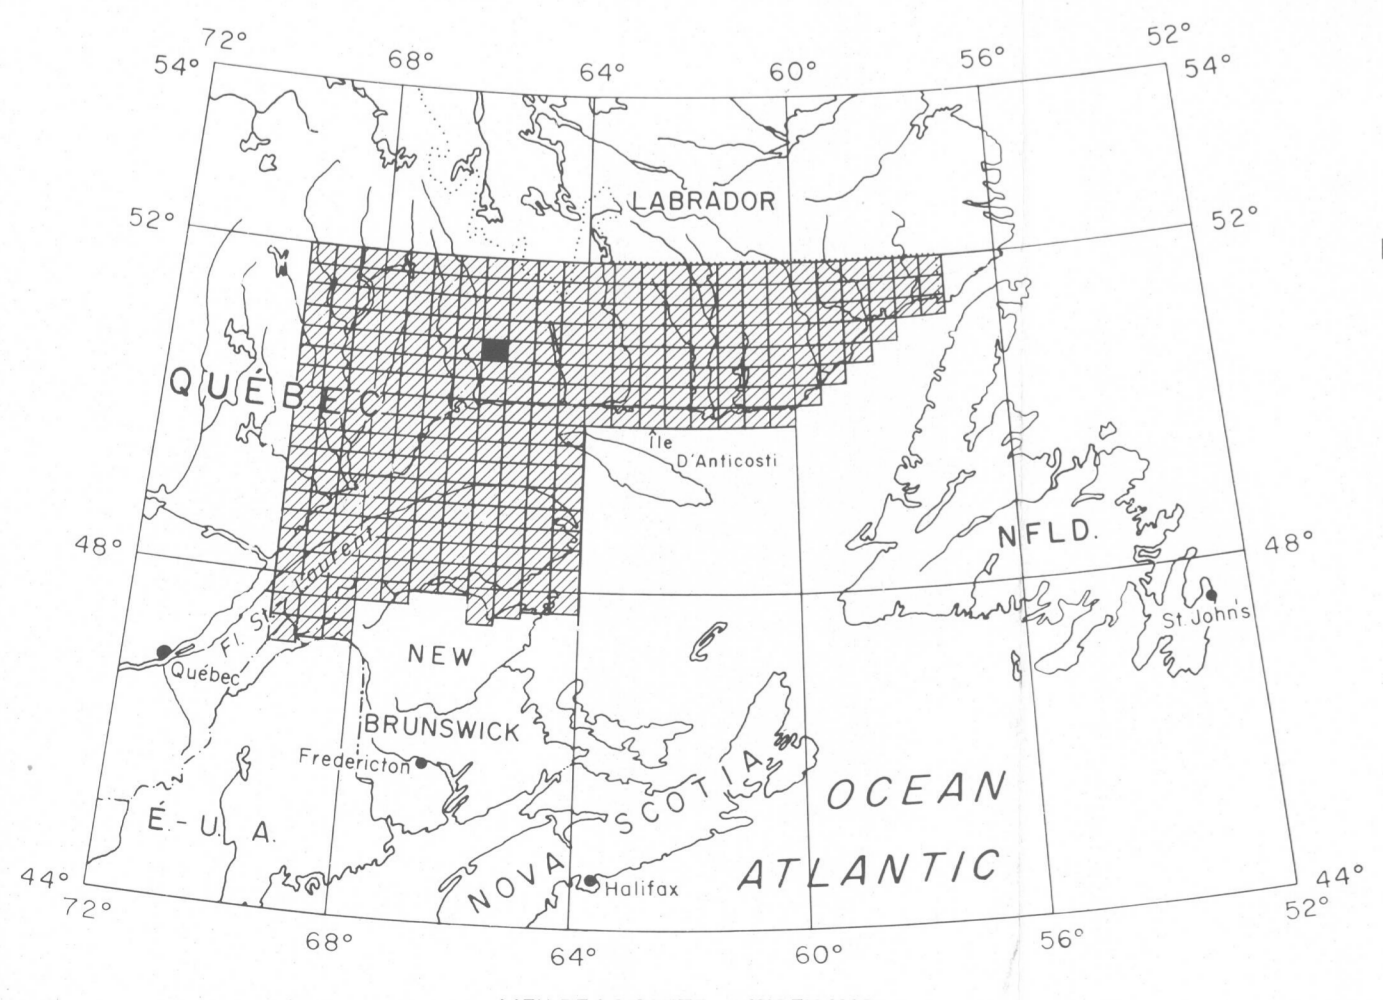 72°
68°
64°
60°
56°
52°
54°
54°
LABRADOR
52°
52°
QUÉBEC
Île
D'Anticosti
NFLD.
48°
48°
Fl. St. Laurent
St. John's
Québec
NEW
BRUNSWICK
Fredericton
É.-U. A.
NOVA SCOTIA
Halifax
OCEAN
ATLANTIC
44°
44°
72°
68°
64°
60°
56°
52°